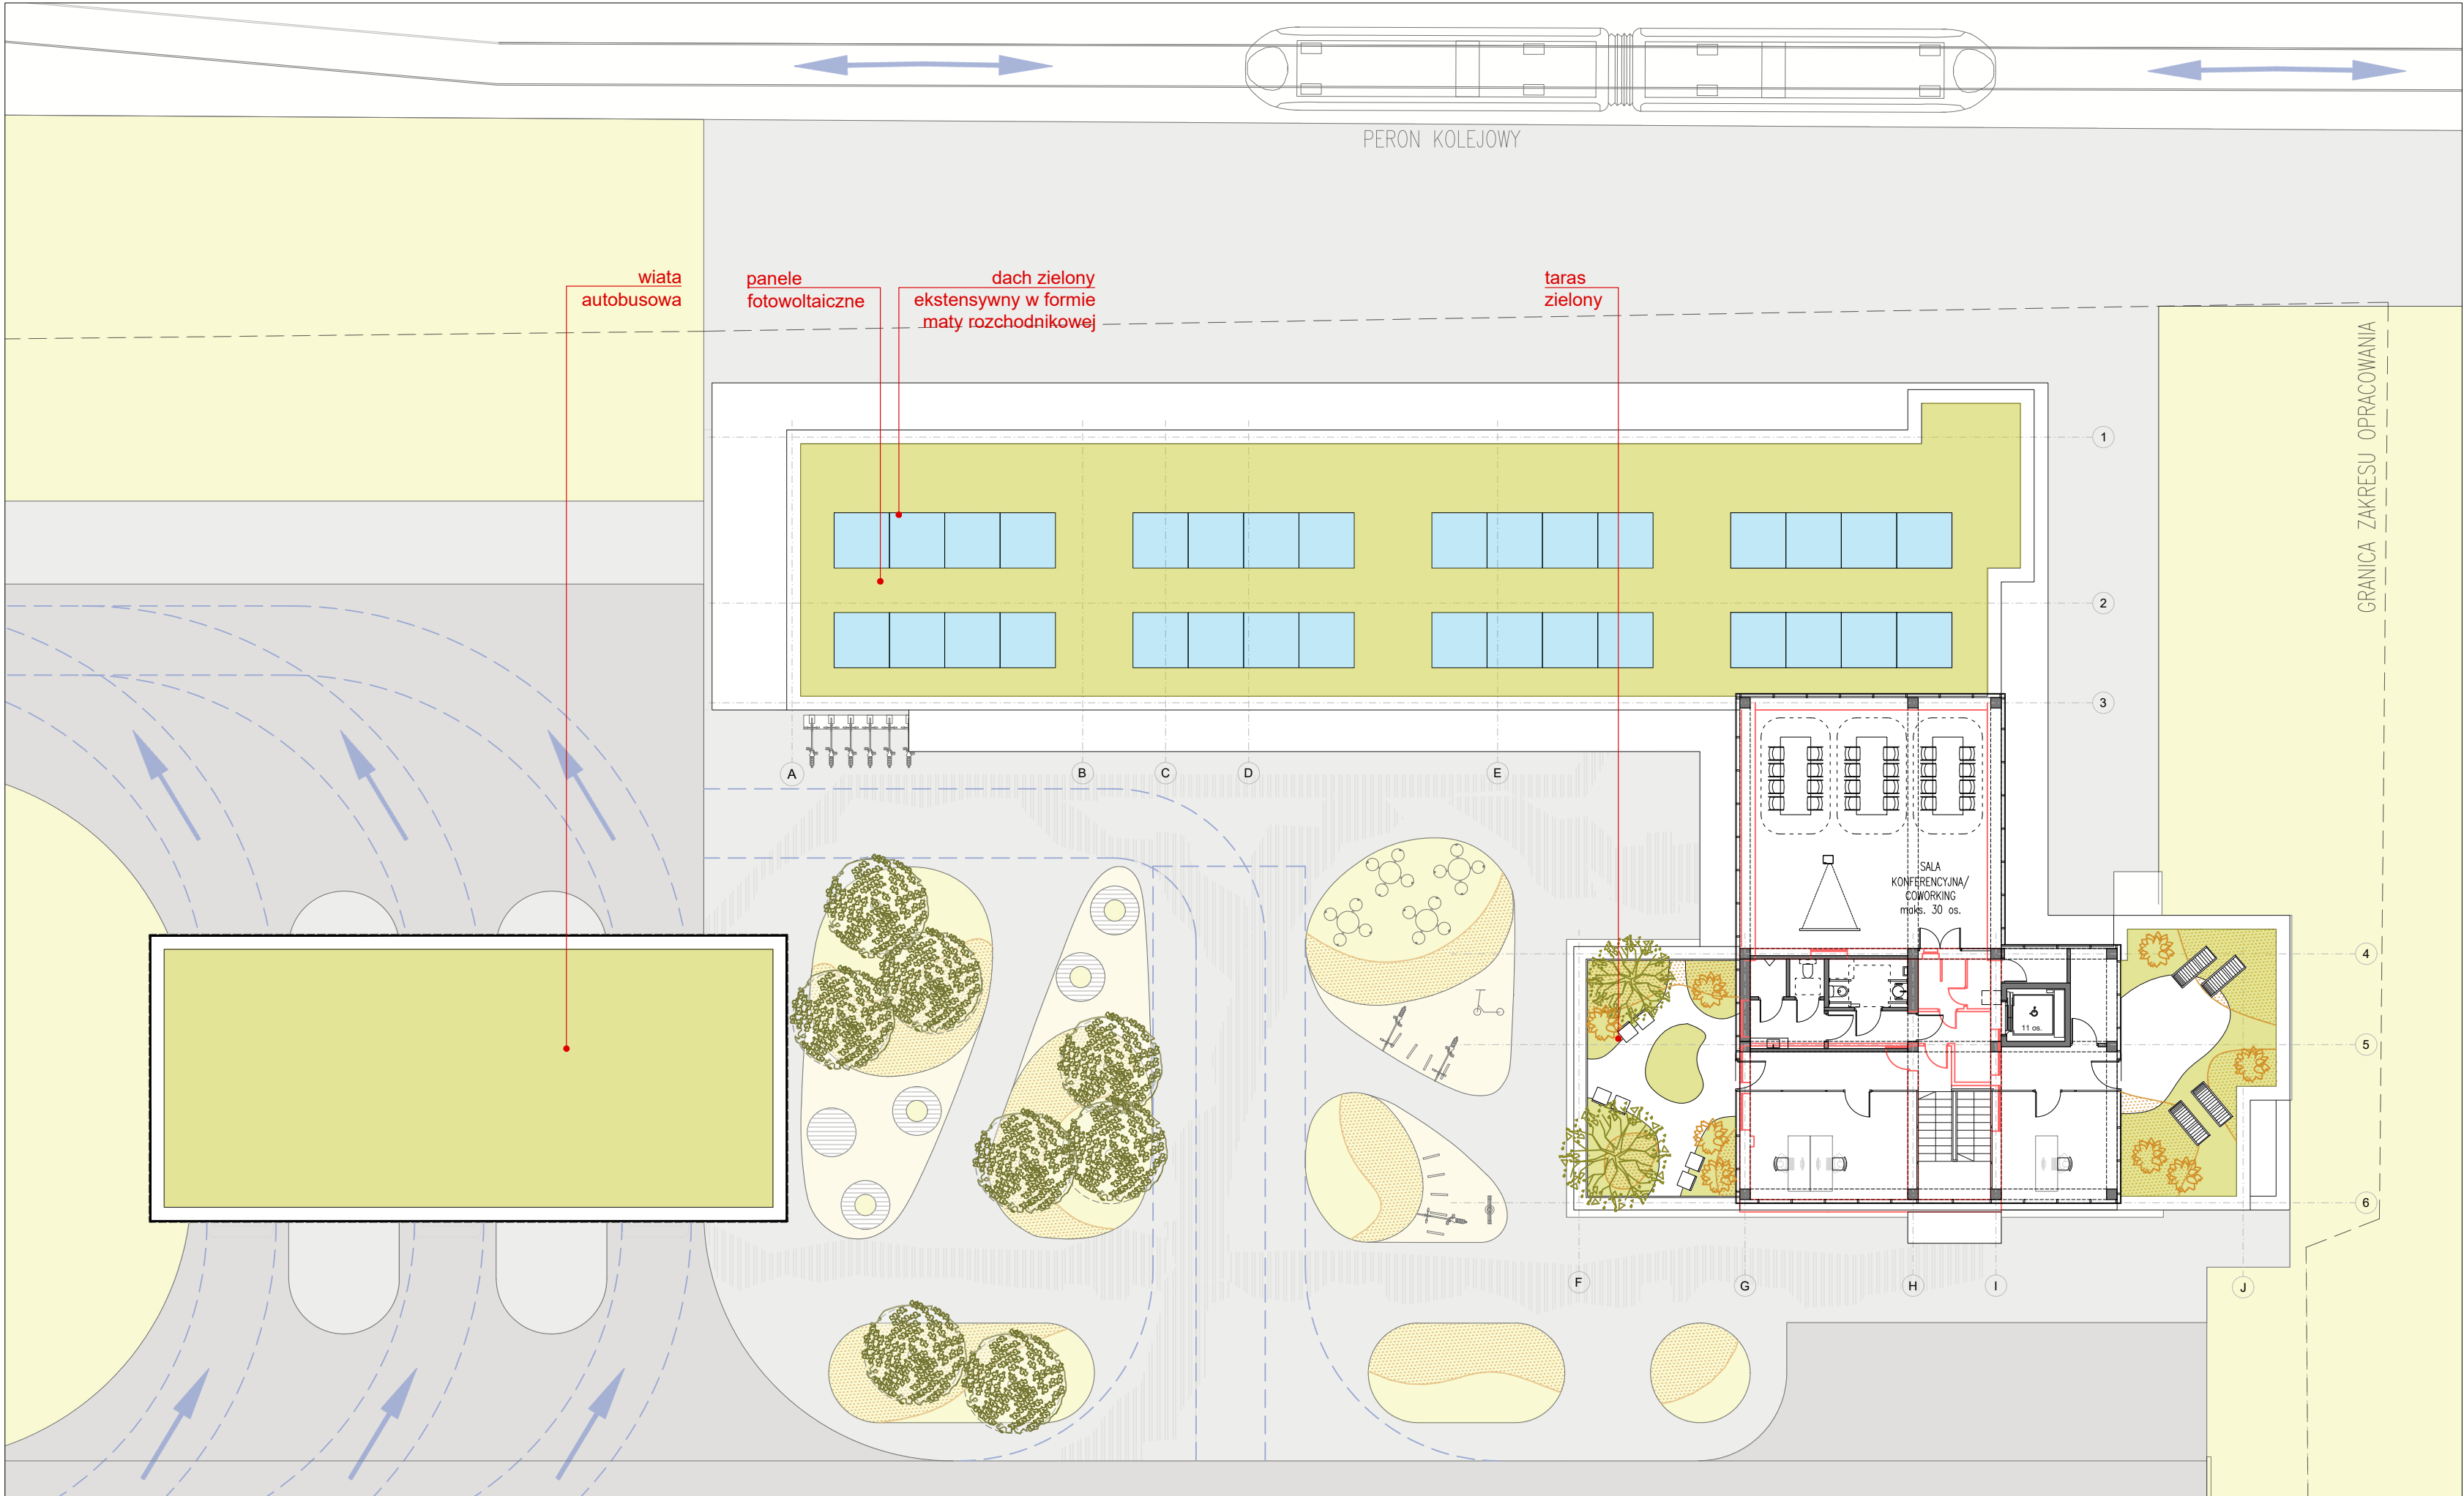 PERON KOLEJOWY
wiata
autobusowa
panele
fotowoltaiczne
dach zielony
ekstensywny w formie
maty rozchodnikowej
taras
zielony
GRANICA ZAKRESU OPRACOWANIA
1
2
3
A
B
C
D
E
SALA
KONFERENCYJNA/
COWORKING
maks. 30 os.
4
11 os.
5
6
F
G
H
I
J